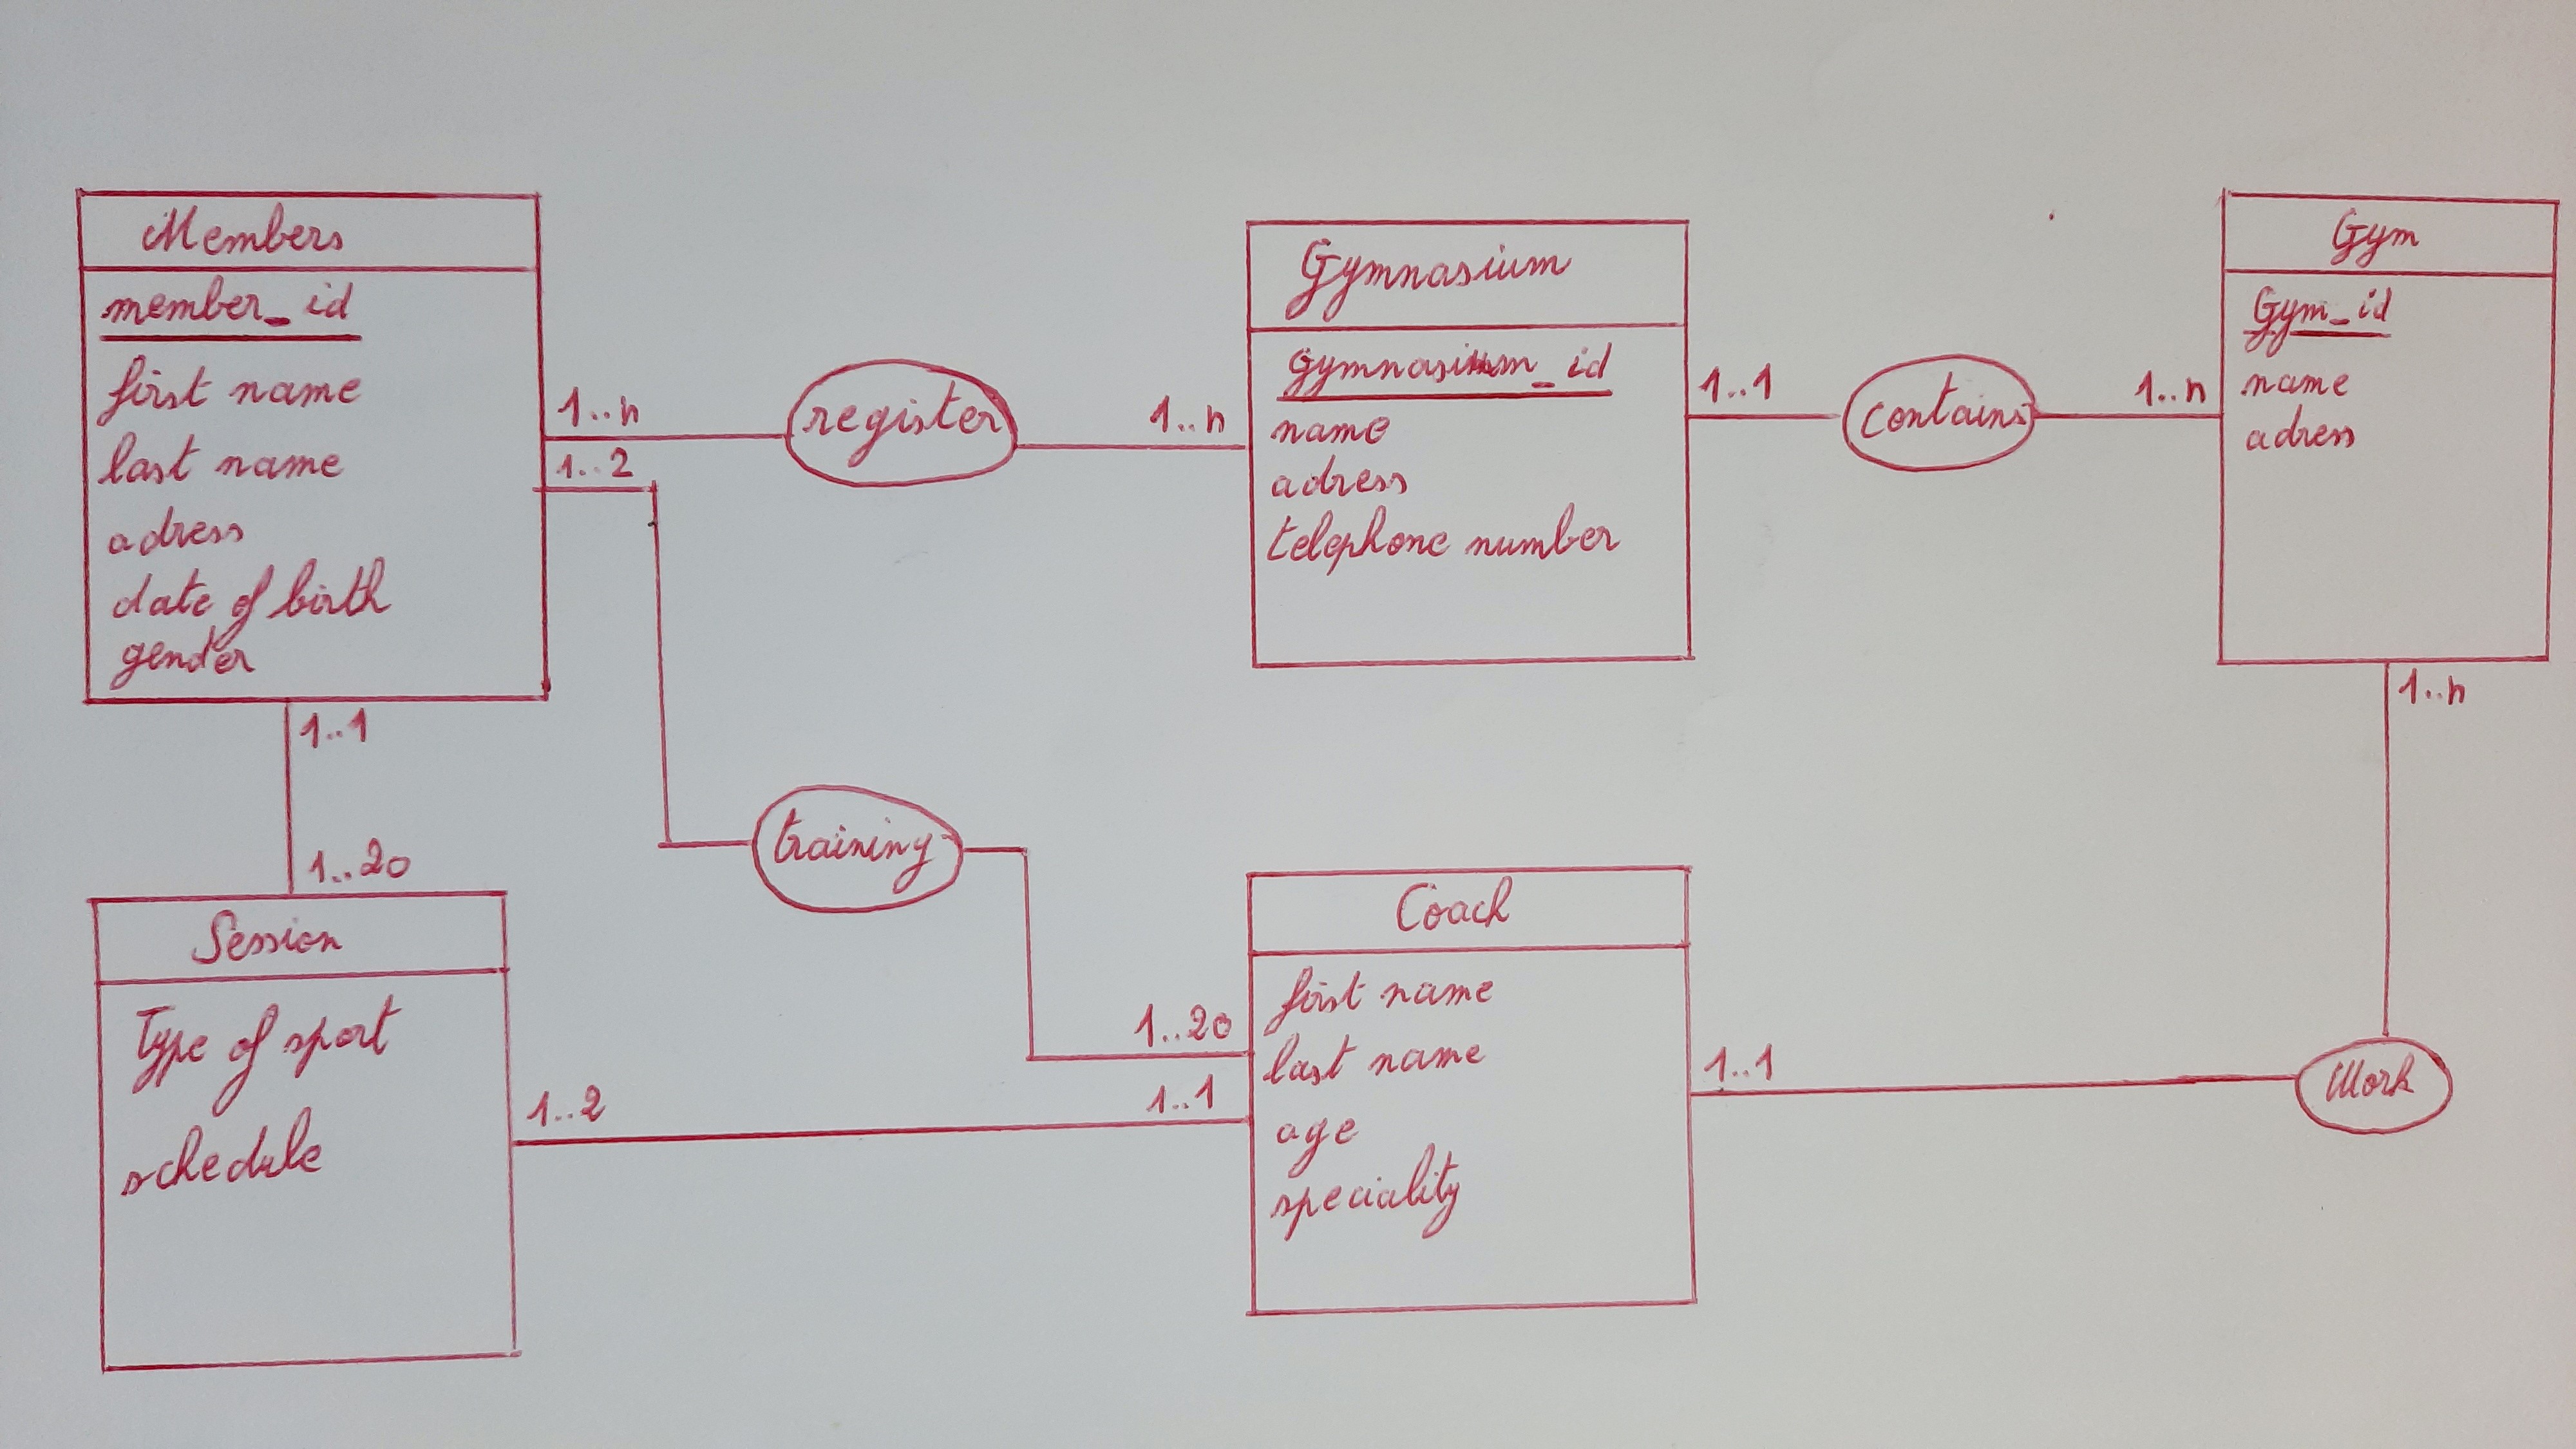 Members
member_id
first name
last name
adress
date of birth
gender
1..n
register
1..n
1..2
Gymnasium
gymnasium_id
name
adress
telephone number
1..1
contains
1..n
Gym
Gym_id
name
adress
1..n
1..1
1..20
training
Session
Type of sport
schedule
1..2
1..20
1..1
Coach
first name
last name
age
speciality
1..1
Work